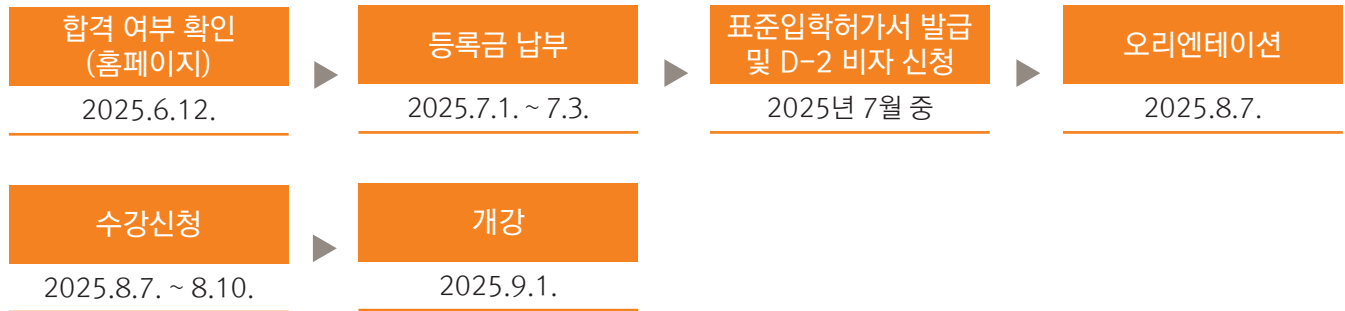 합격 여부 확인
(홈페이지)
2025.6.12.
등록금 납부
2025.7.1. ~ 7.3.
표준입학허가서 발급
및 D-2 비자 신청
2025년 7월 중
오리엔테이션
2025.8.7.
수강신청
2025.8.7. ~ 8.10.
개강
2025.9.1.